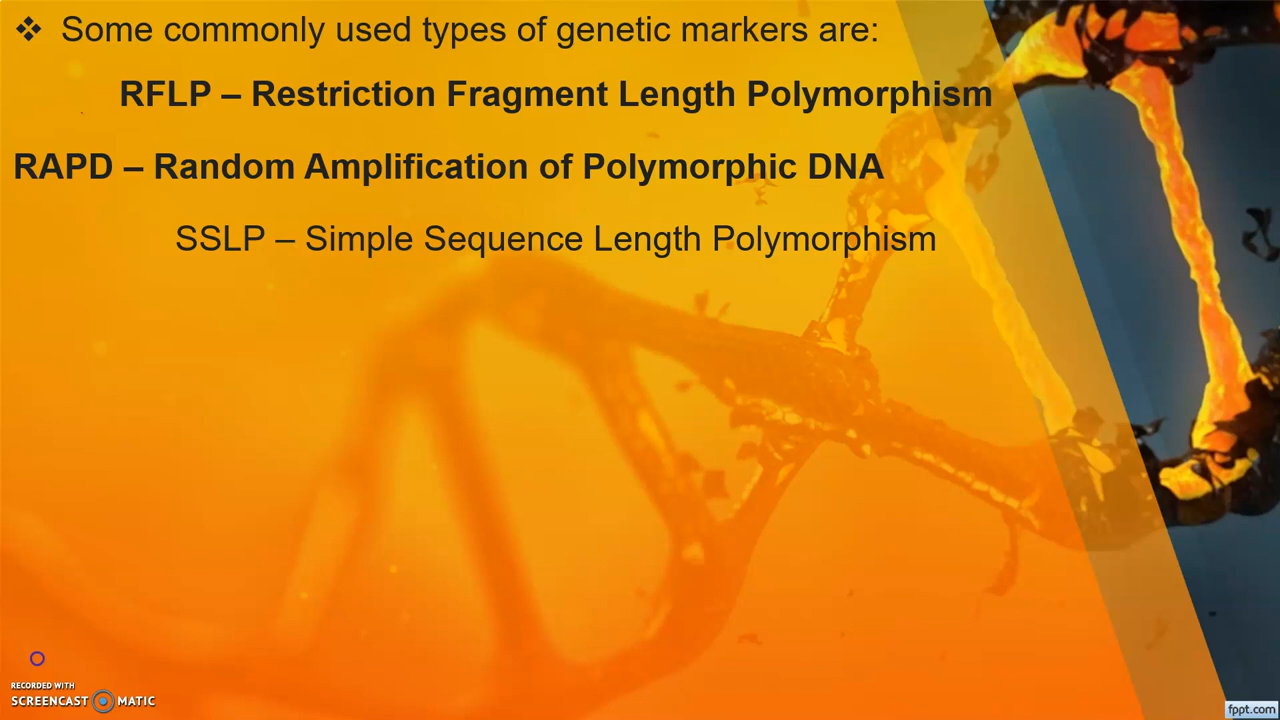 ❖ Some commonly used types of genetic markers are:
RFLP – Restriction Fragment Length Polymorphism
RAPD – Random Amplification of Polymorphic DNA
SSLP – Simple Sequence Length Polymorphism
RECORDED WITH
SCREENCAST MATIC
fppt.com